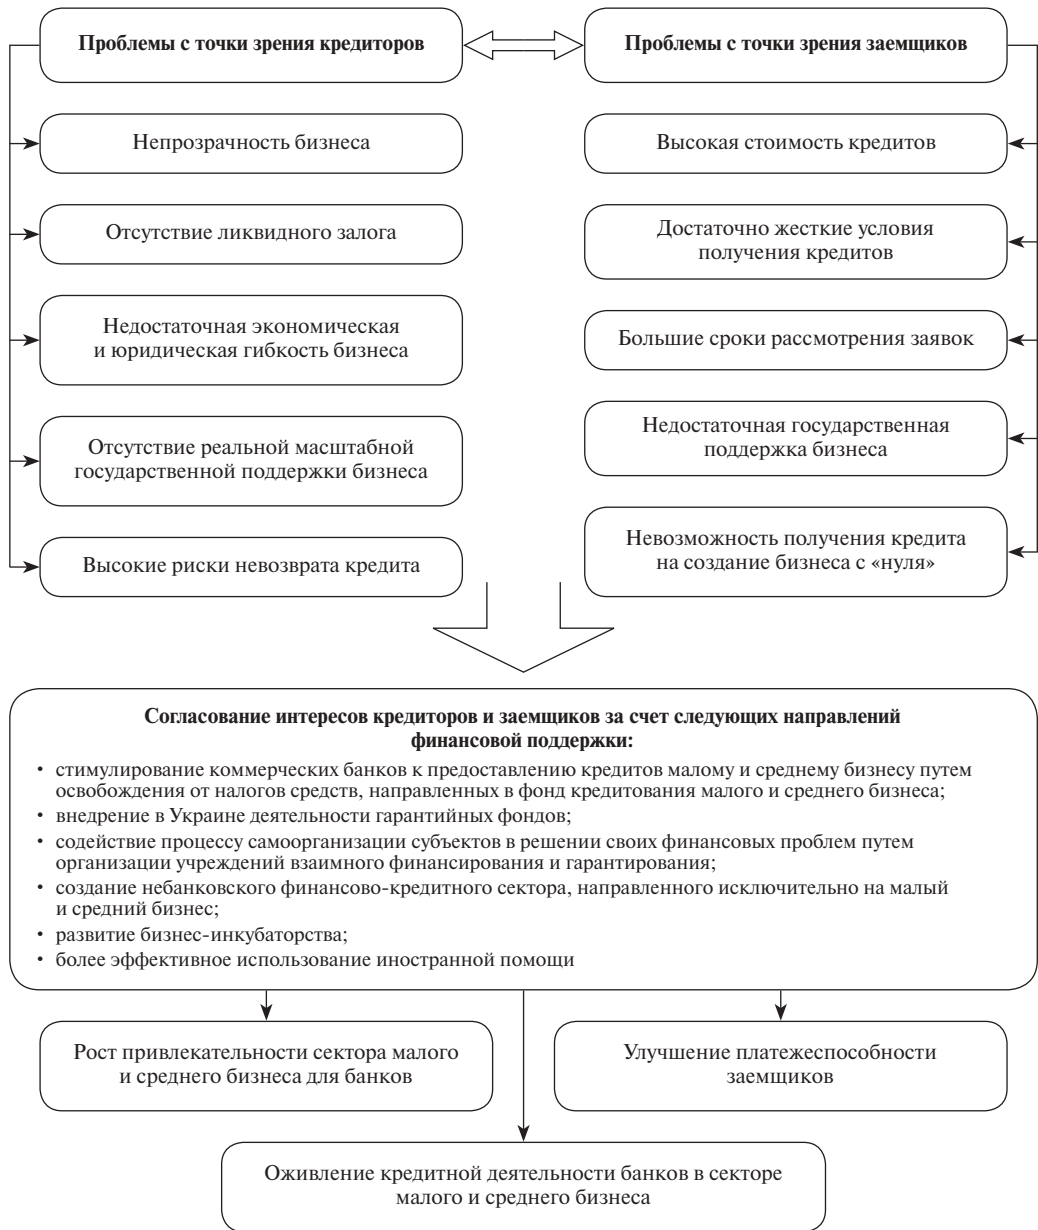 Проблемы с точки зрения кредиторов
Проблемы с точки зрения заемщиков
Непрозрачность бизнеса
Отсутствие ликвидного залога
Недостаточная экономическая
и юридическая гибкость бизнеса
Отсутствие реальной масштабной
государственной поддержки бизнеса
Высокие риски невозврата кредита
Высокая стоимость кредитов
Достаточно жесткие условия
получения кредитов
Большие сроки рассмотрения заявок
Недостаточная государственная
поддержка бизнеса
Невозможность получения кредита
на создание бизнеса с «нуля»
Согласование интересов кредиторов и заемщиков за счет следующих направлений
финансовой поддержки:
• стимулирование коммерческих банков к предоставлению кредитов малому и среднему бизнесу путем
освобождения от налогов средств, направленных в фонд кредитования малого и среднего бизнеса;
• внедрение в Украине деятельности гарантийных фондов;
• содействие процессу самоорганизации субъектов в решении своих финансовых проблем путем
организации учреждений взаимного финансирования и гарантирования;
• создание небанковского финансово-кредитного сектора, направленного исключительно на малый
и средний бизнес;
• развитие бизнес-инкубаторства;
• более эффективное использование иностранной помощи
Рост привлекательности сектора малого
и среднего бизнеса для банков
Улучшение платежеспособности
заемщиков
Оживление кредитной деятельности банков в секторе
малого и среднего бизнеса